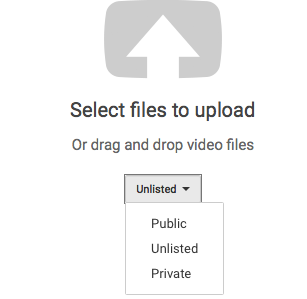 Select files to upload
Or drag and drop video files
Unlisted
Public
Unlisted
Private